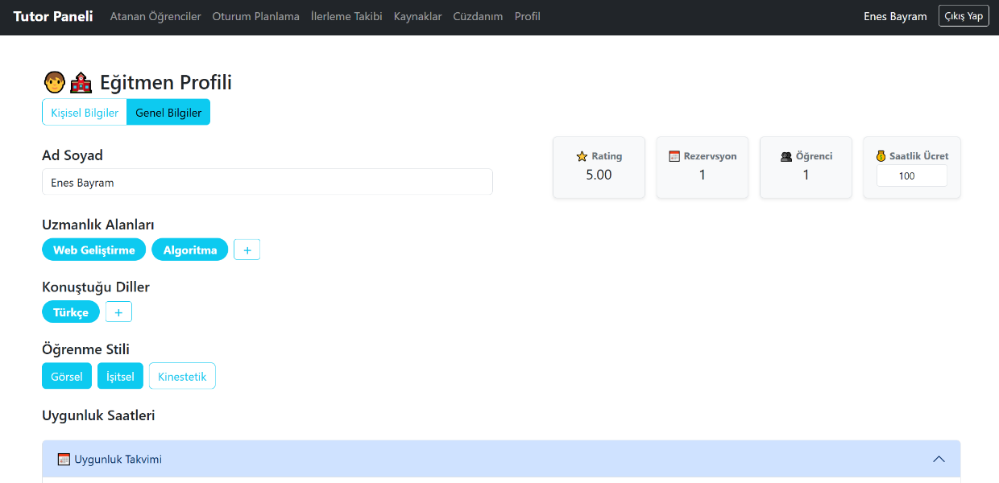 Tutor Paneli Atanan Öğrenciler Oturum Planlama İlerleme Takibi Kaynaklar Cüzdanım Profil Enes Bayram Çıkış Yap
Eğitmen Profili
Kişisel Bilgiler Genel Bilgiler
Ad Soyad
Enes Bayram
Rating
5.00
Rezervsyon
1
Öğrenci
1
Saatlik Ücret
100
Uzmanlık Alanları
Web Geliştirme Algoritma +
Konuştuğu Diller
Türkçe +
Öğrenme Stili
Görsel İşitsel Kinestetik
Uygunluk Saatleri
Uygunluk Takvimi